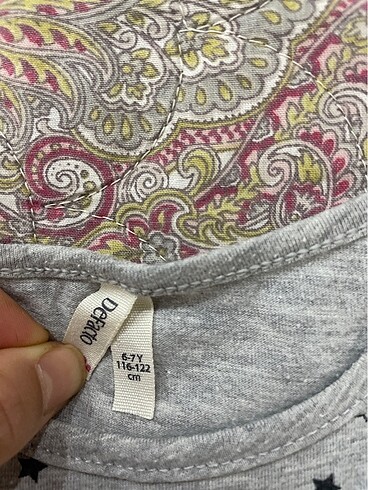 DeFacto
6-7 Y
116-122
cm